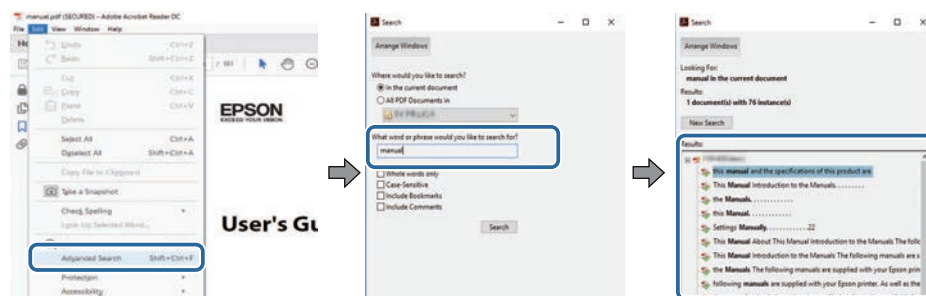 manual.pdf (SECURED) - Adobe Acrobat Reader DC
File Edit View Window Help
Undo Ctrl+Z
Redo Shift+Ctrl+Z
Cut Ctrl+X
Copy Ctrl+C
Paste Ctrl+V
Delete
Select All Ctrl+A
Deselect All Shift+Ctrl+A
Copy File to Clipboard
Take a Snapshot
Check Spelling
Look Up Selected Word...
Advanced Search Shift+Ctrl+F
Protection
Accessibility
EPSON
EXCEED YOUR VISION
User's Gu
Search
Arrange Windows
Where would you like to search?
In the current document
All PDF Documents in
What word or phrase would you like to search for?
manual
Whole words only
Case-Sensitive
Include Bookmarks
Include Comments
Search
Search
Arrange Windows
Looking For:
manual in the current document
Results:
1 document(s) with 76 instance(s)
New Search
Results:
this manual and the specifications of this product are
This Manual Introduction to the Manuals. . . . . . . . .
the Manuals. . . . . . . . . . . . .
this Manual. . . . . . . . . . . . .
Settings Manually. . . . . . . . . . . . .22
This Manual About This Manual Introduction to the Manuals The follo
This Manual Introduction to the Manuals The following manuals are s
the Manuals The following manuals are supplied with your Epson prin
following manuals are supplied with your Epson printer. As well as the